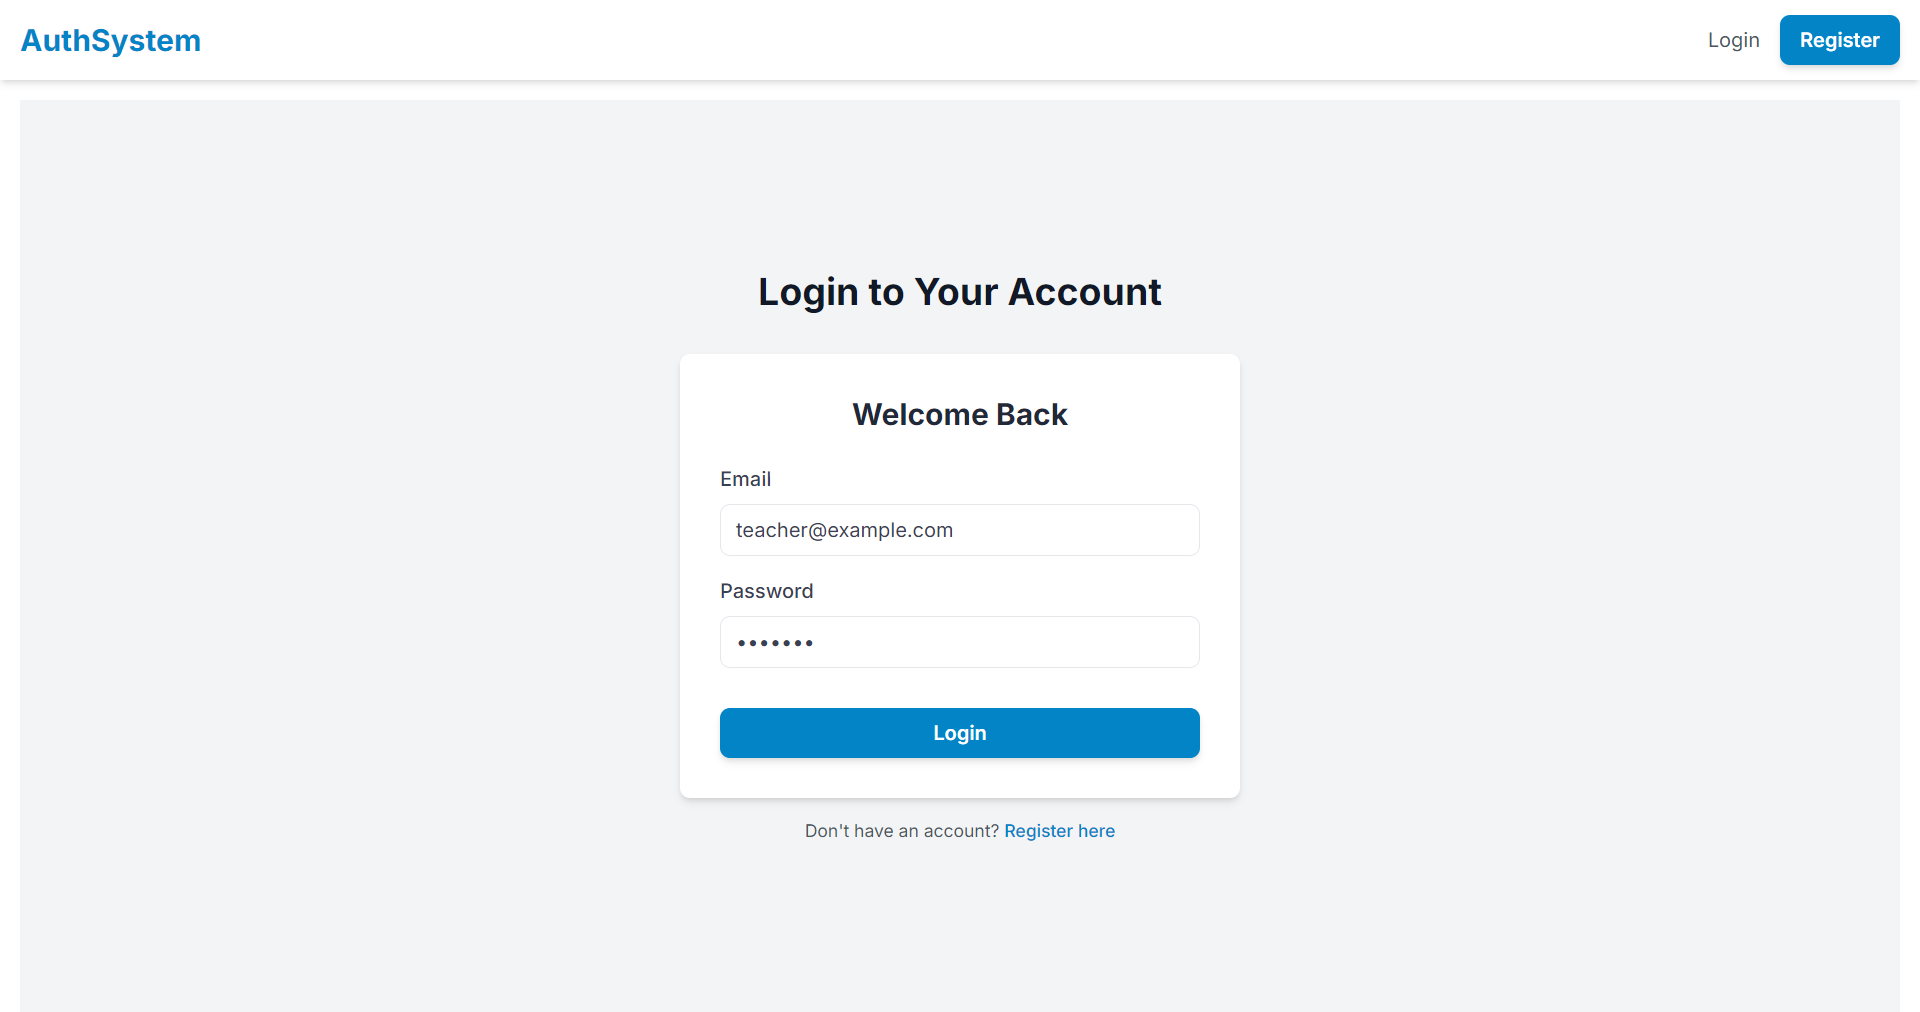 AuthSystem
Login
Register
Login to Your Account
Welcome Back
Email
teacher@example.com
Password
•••••••
Login
Don't have an account? Register here